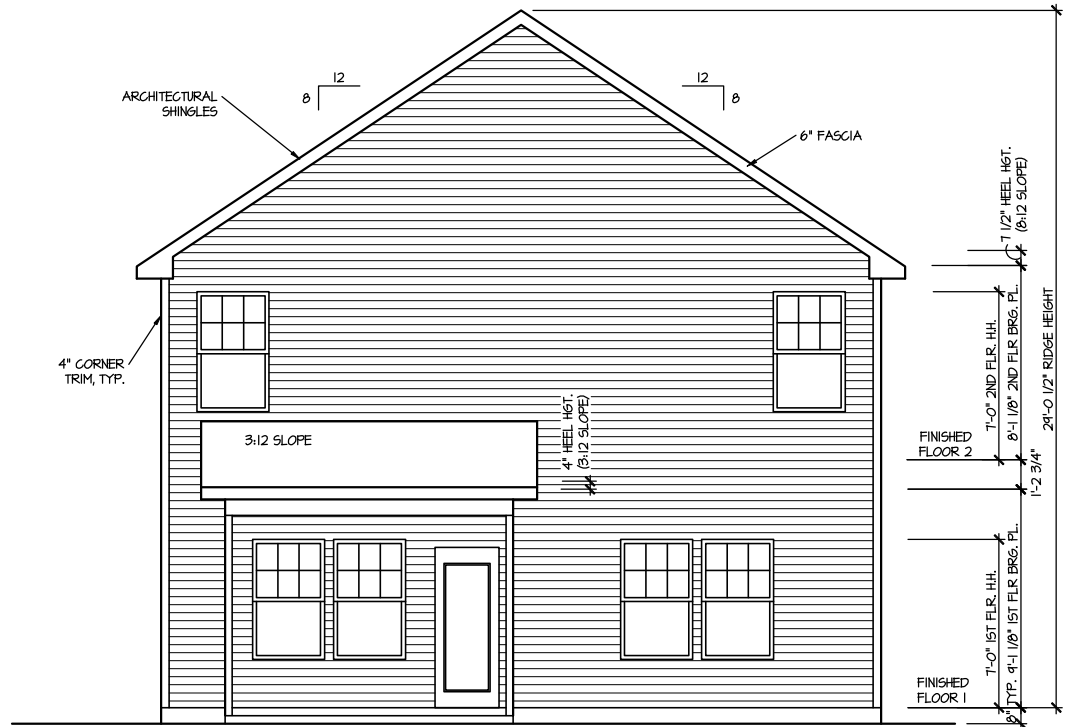 12
8
12
8
ARCHITECTURAL
SHINGLES
6" FASCIA
7 1/2" HEEL HGT.
(8:12 SLOPE)
4" CORNER
TRIM, TYP.
3:12 SLOPE
4" HEEL HGT.
(3:12 SLOPE)
FINISHED
FLOOR 2
7'-0" 2ND FLR. H.H.
8'-1 1/8" 2ND FLR BRG. PL.
1'-2 3/4"
29'-0 1/2" RIDGE HEIGHT
7'-0" 1ST FLR. H.H.
9'-1 1/8" 1ST FLR BRG. PL.
FINISHED
FLOOR 1
8" TYP.